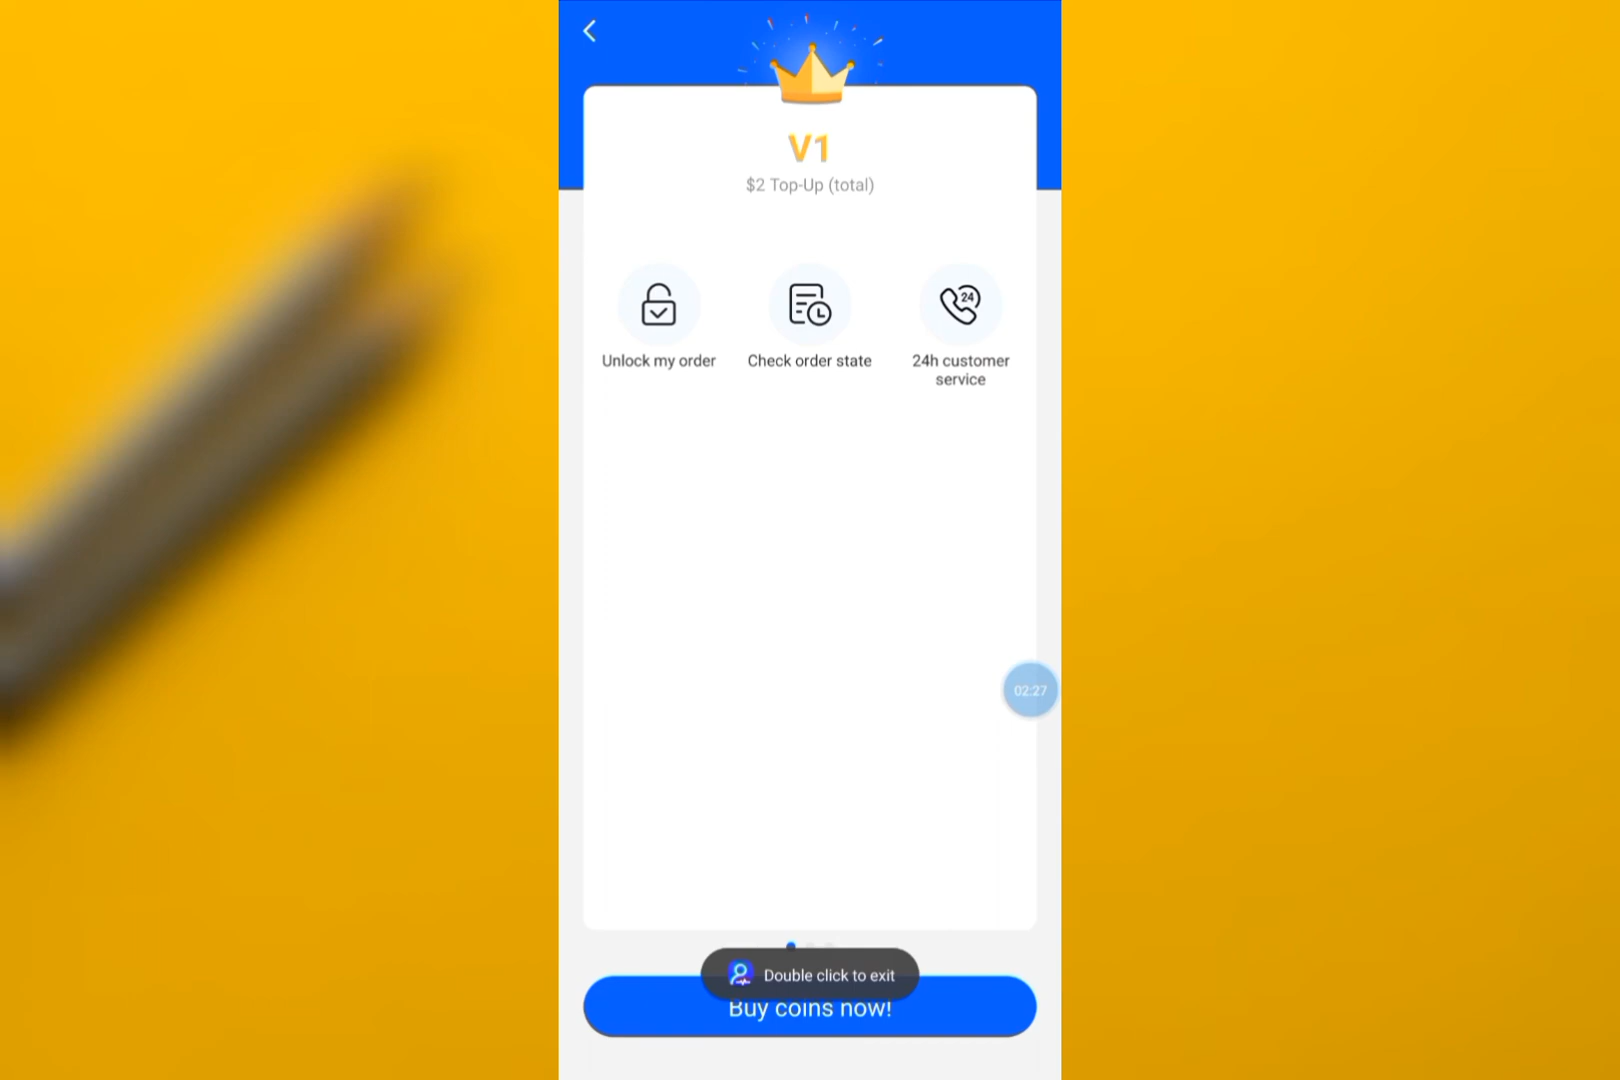 V1
$2 Top-Up (total)
24
Unlock my order
Check order state
24h customer
service
02:27
Double click to exit
Buy coins now!